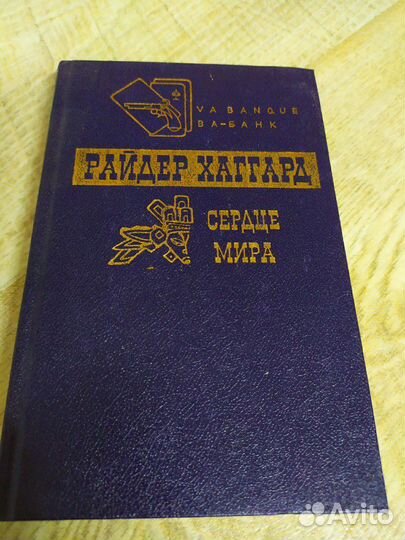 VA BANQUE
ВА-БАНК
РАЙДЕР ХАГГАРД
СЕРДЦЕ
МИРА
Avito